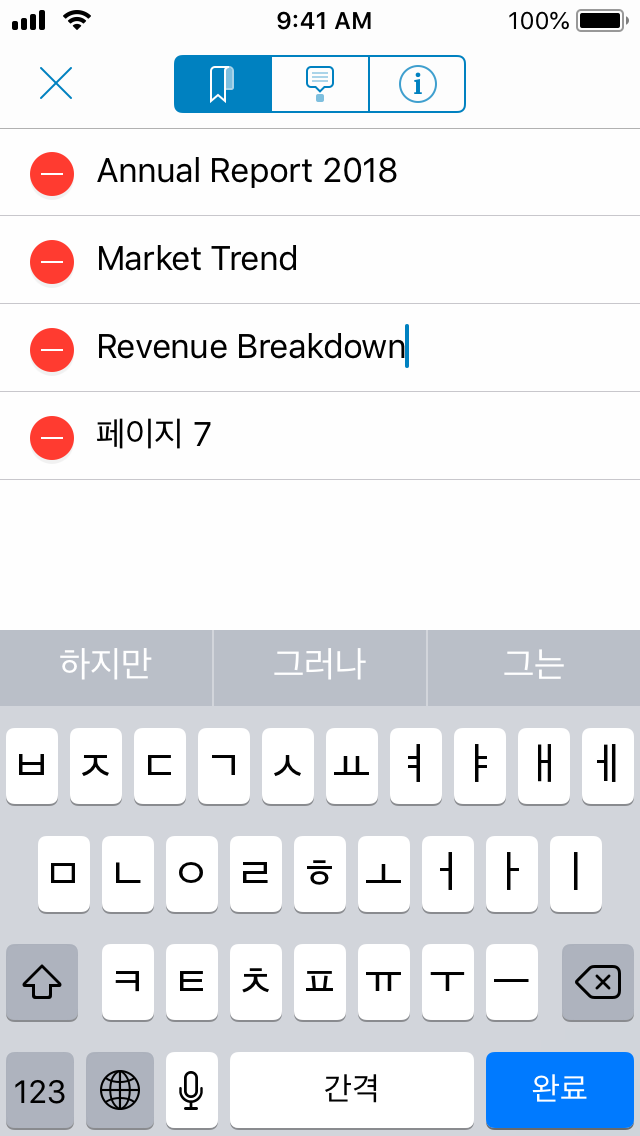 9:41 AM 100%
i
Annual Report 2018
Market Trend
Revenue Breakdown
페이지 7
하지만 그러나 그는
ㅂ ㅈ ㄷ ㄱ ㅅ ㅛ ㅕ ㅑ ㅐ ㅔ
ㅁ ㄴ ㅇ ㄹ ㅎ ㅗ ㅓ ㅏ ㅣ
ㅋ ㅌ ㅊ ㅍ ㅠ ㅜ ㅡ
123 간격 완료